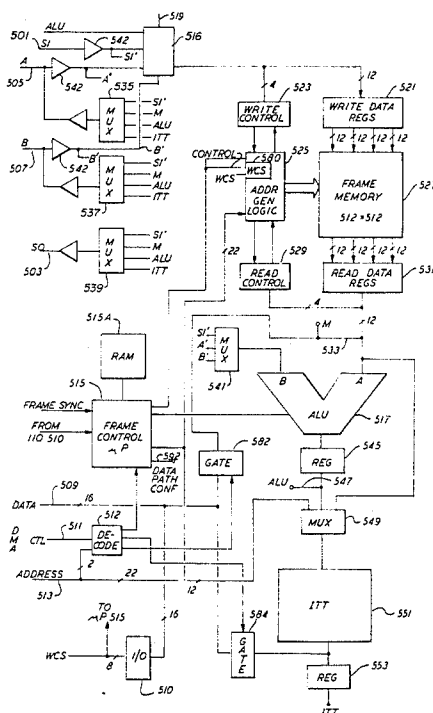 519
ALU
501
SI
542
SI'
516
A
505
542
A'
535
MUX
SI'
M
ALU
ITT
4
12
523
WRITE CONTROL
521
WRITE DATA REGS
12 12 12 12
B
507
542
B'
B'
537
MUX
SI'
M
ALU
ITT
CONTROL
580
WCS
WCS
525
ADDR GEN LOGIC
FRAME MEMORY
512 × 512
SO
503
539
MUX
SI'
M
ALU
ITT
22
529
READ CONTROL
12 12 12 12
READ DATA REGS
4
12
M
533
SI'
A'
B'
MUX
541
515A
RAM
515
FRAME SYNC
FROM I/O 510
FRAME CONTROL
μP
592
DATA PATH CONF
B
A
ALU
517
582
GATE
545
REG
DATA
509
16
ALU
547
DMA
CTL
511
512
DE-CODE
MUX
549
ADDRESS
513
2
22
12
ITT
551
TO μP 515
16
584
GATE
WCS
8
I/O
510
REG
553
ITT